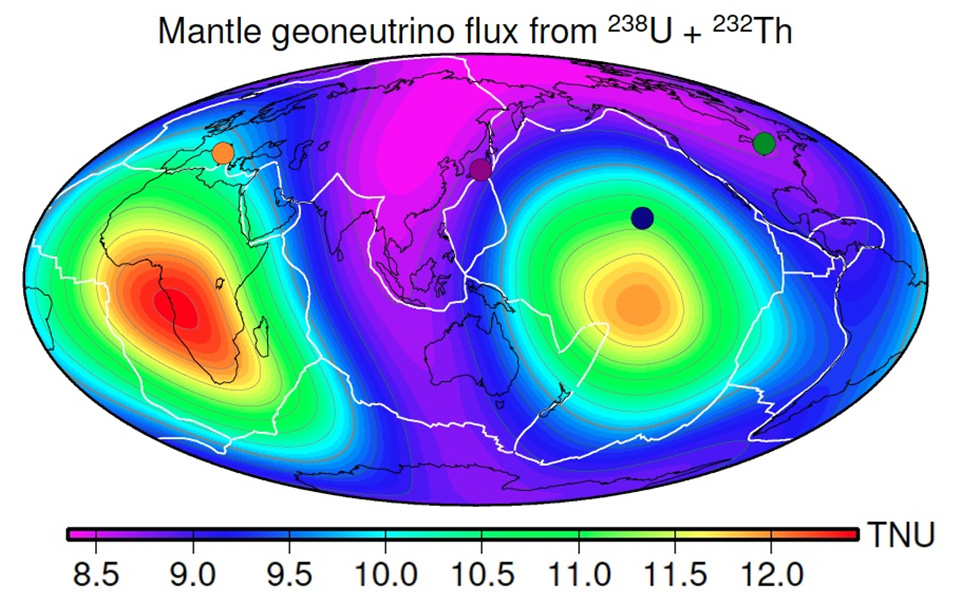 Mantle geoneutrino flux from ²³⁸U + ²³²Th
TNU
8.5 9.0 9.5 10.0 10.5 11.0 11.5 12.0